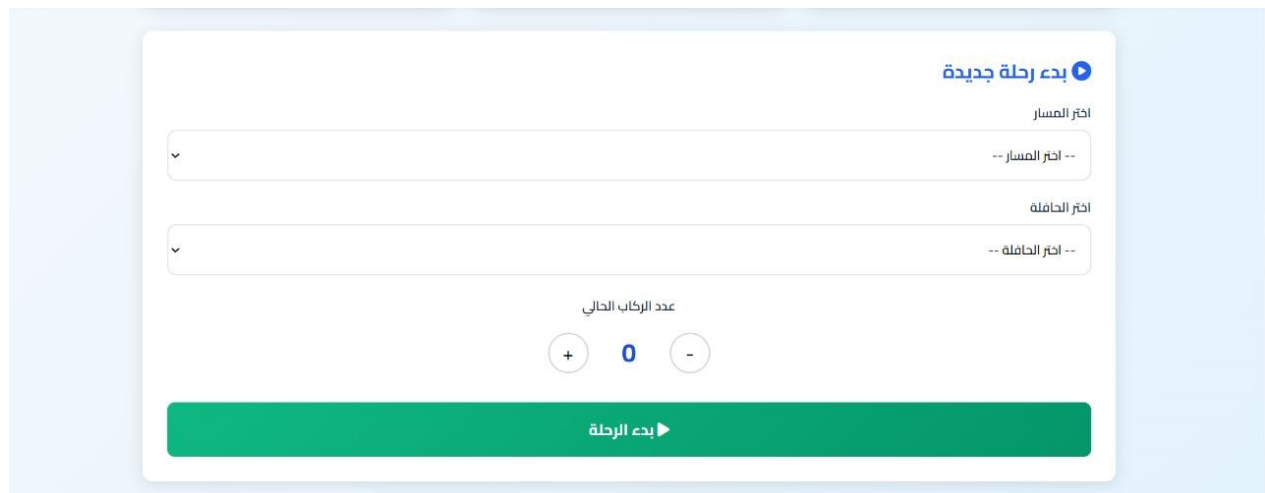 بدء رحلة جديدة
اختر المسار
-- اختر المسار --
اختر الحافلة
-- اختر الحافلة --
عدد الركاب الحالي
- 0 +
بدء الرحلة